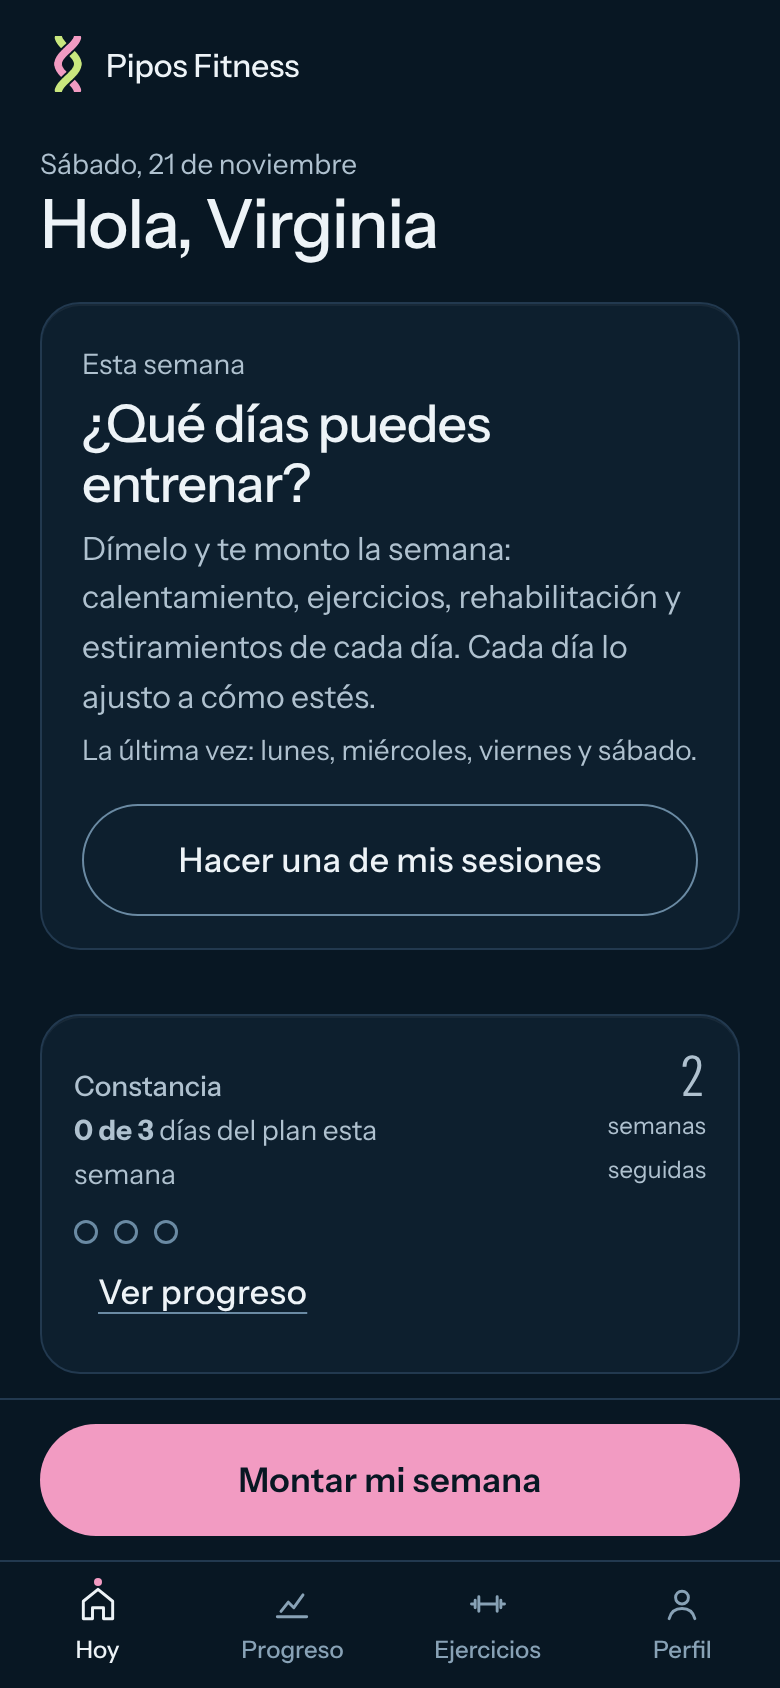 Pipos Fitness
Sábado, 21 de noviembre
Hola, Virginia
Esta semana
¿Qué días puedes
entrenar?
Dímelo y te monto la semana:
calentamiento, ejercicios, rehabilitación y
estiramientos de cada día. Cada día lo
ajusto a cómo estés.
La última vez: lunes, miércoles, viernes y sábado.
Hacer una de mis sesiones
Constancia
0 de 3 días del plan esta
semana
2
semanas
seguidas
Ver progreso
Montar mi semana
Hoy
Progreso
Ejercicios
Perfil